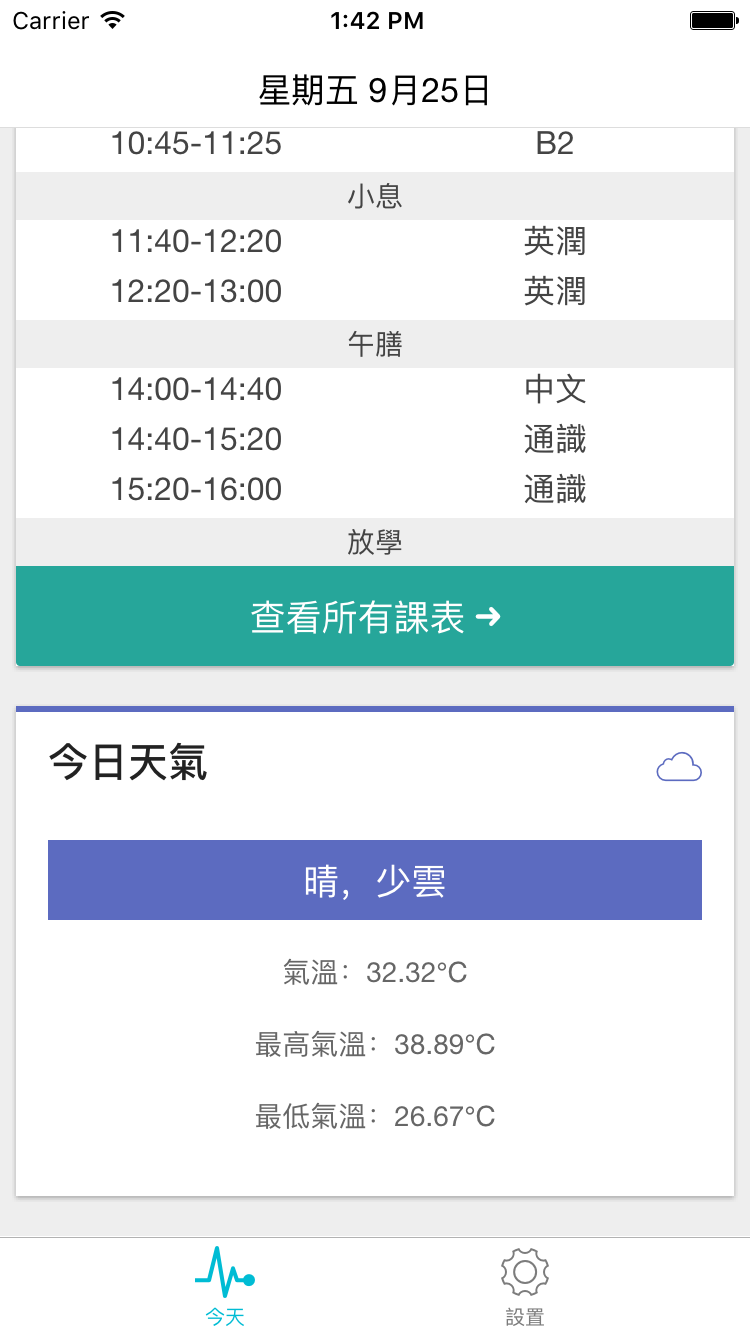 Carrier 1:42 PM
星期五 9月25日
10:45-11:25 B2
小息
11:40-12:20 英潤
12:20-13:00 英潤
午膳
14:00-14:40 中文
14:40-15:20 通識
15:20-16:00 通識
放學
查看所有課表 →
今日天氣
晴，少雲
氣溫：32.32°C
最高氣溫：38.89°C
最低氣溫：26.67°C
今天 設置